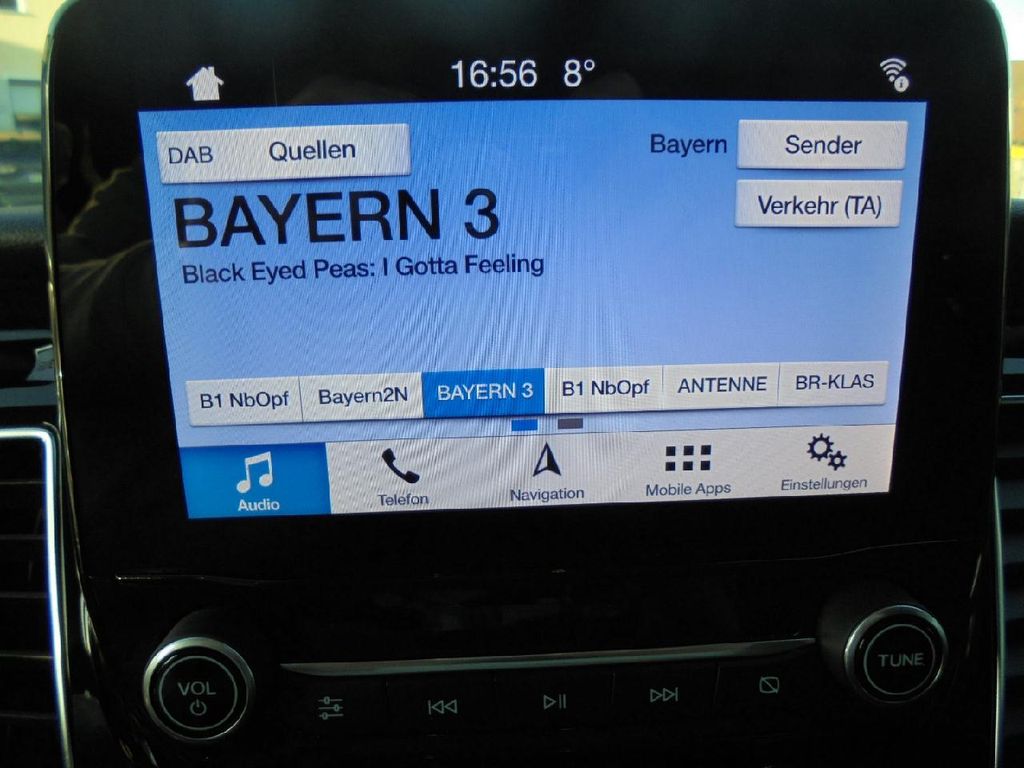 16:56 8°
DAB Quellen
Bayern Sender
Verkehr (TA)
BAYERN 3
Black Eyed Peas: I Gotta Feeling
B1 NbOpf Bayern2N BAYERN 3 B1 NbOpf ANTENNE BR-KLAS
Audio Telefon Navigation Mobile Apps Einstellungen
VOL TUNE